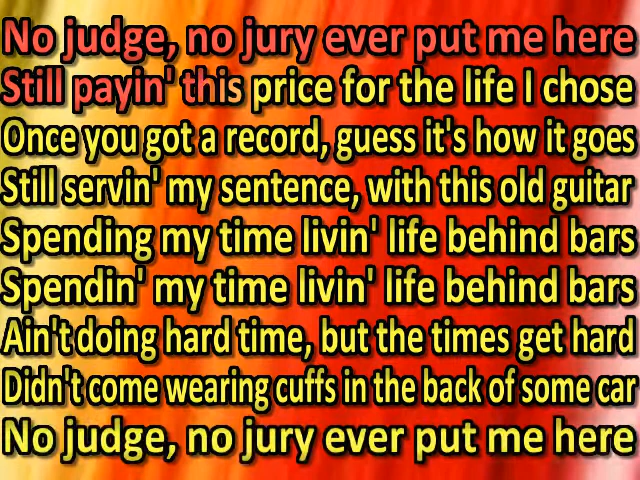 No judge, no jury ever put me here
Still payin' this price for the life I chose
Once you got a record, guess it's how it goes
Still servin' my sentence, with this old guitar
Spending my time livin' life behind bars
Spendin' my time livin' life behind bars
Ain't doing hard time, but the times get hard
Didn't come wearing cuffs in the back of some car
No judge, no jury ever put me here